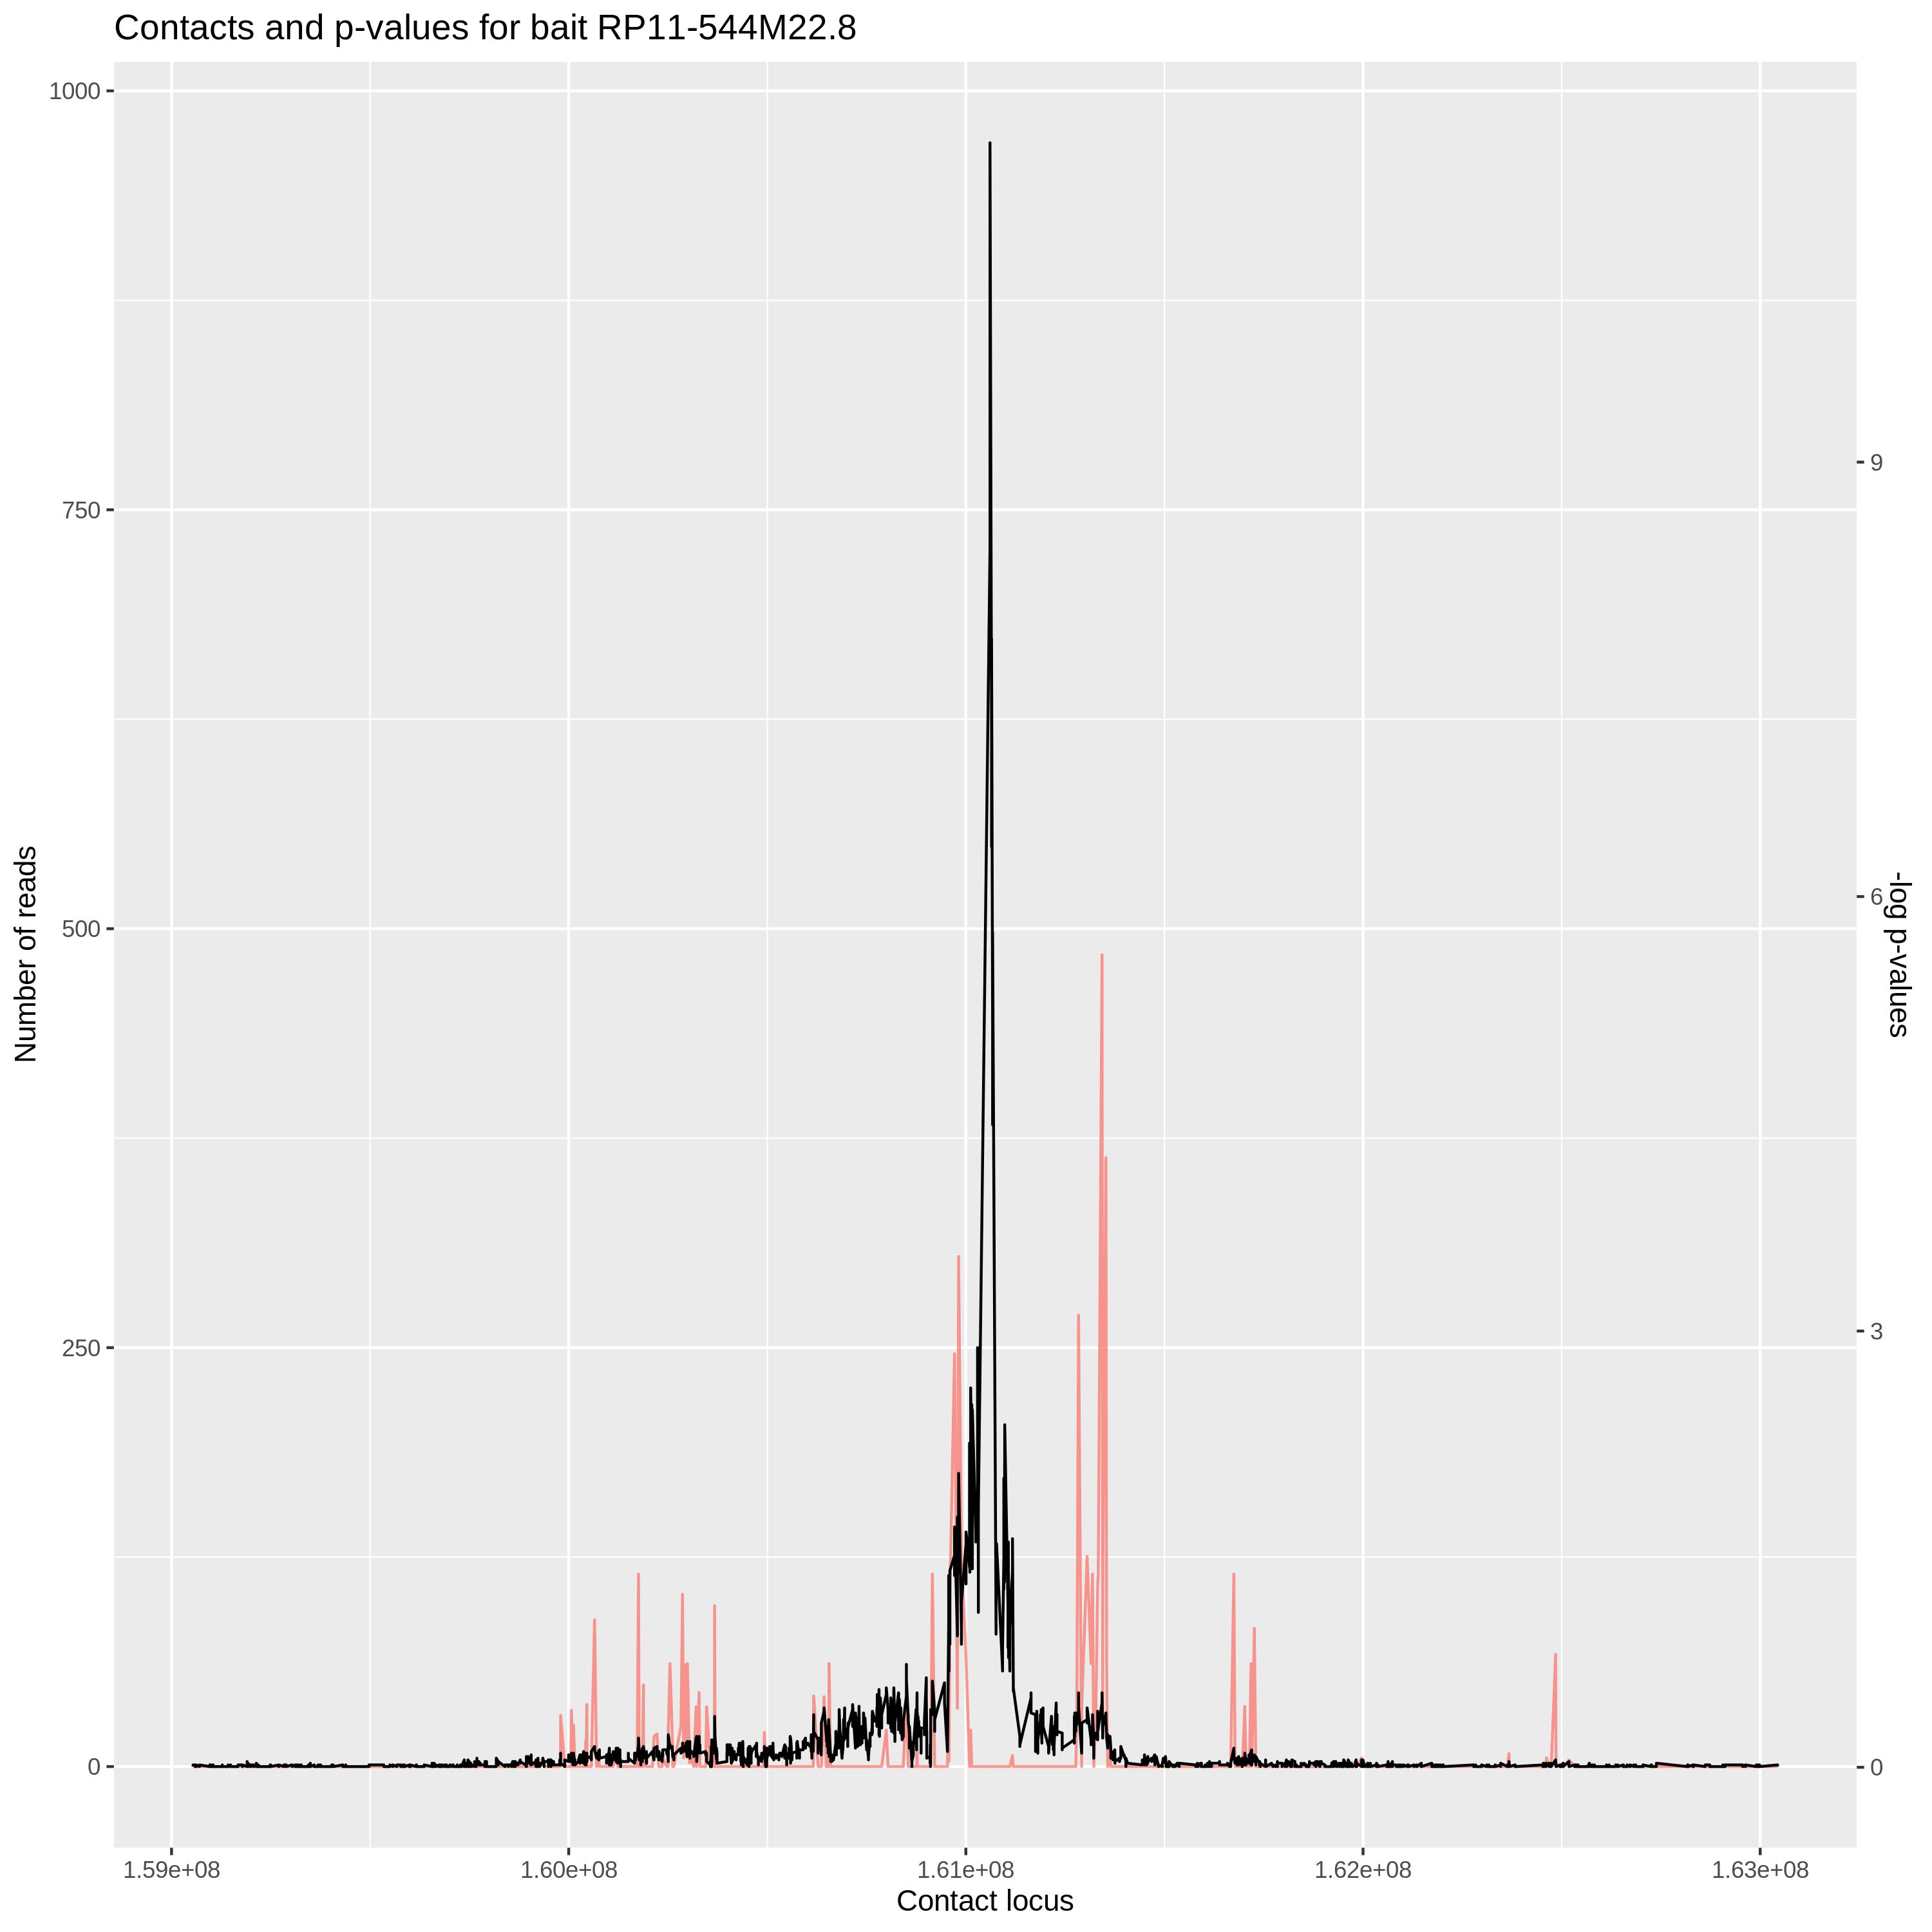 Contacts and p-values for bait RP11-544M22.8
1000
750
500
250
0
Number of reads
9
6
3
0
-log p-values
1.59e+08 1.60e+08 1.61e+08 1.62e+08 1.63e+08
Contact locus